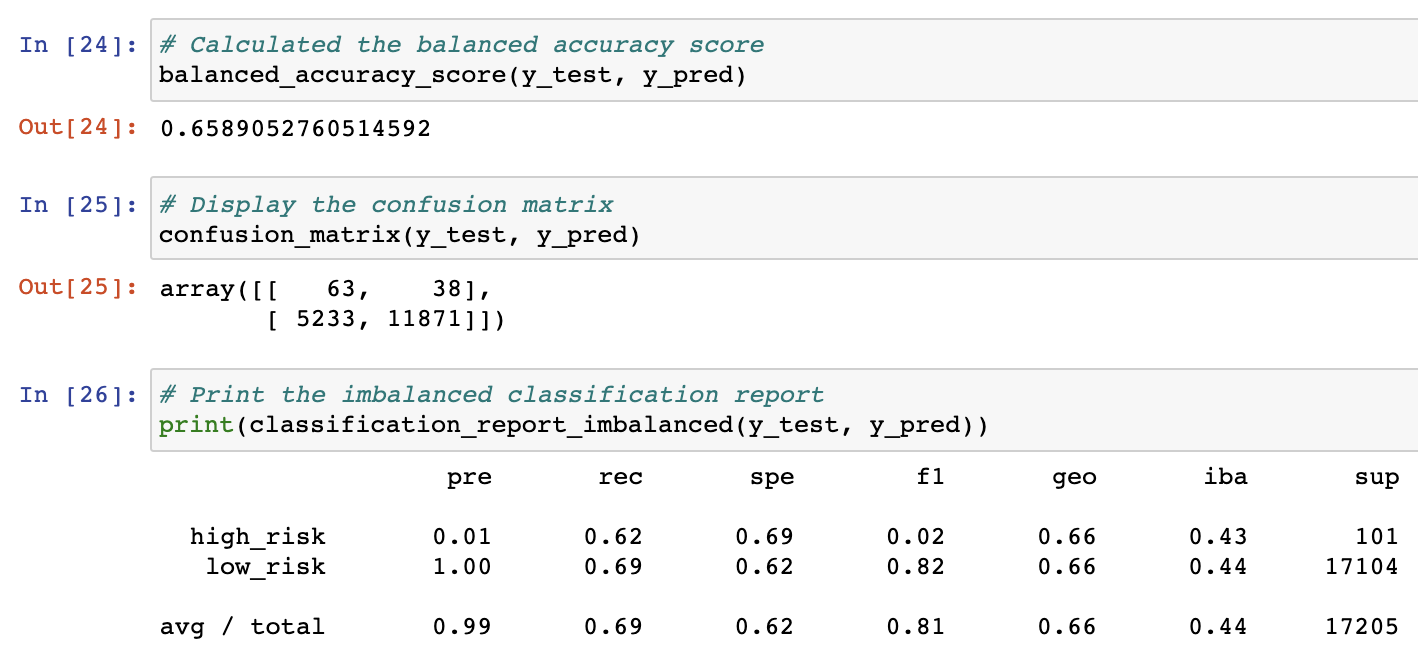 In [24]: # Calculated the balanced accuracy score
balanced_accuracy_score(y_test, y_pred)
Out[24]: 0.6589052760514592
In [25]: # Display the confusion matrix
confusion_matrix(y_test, y_pred)
Out[25]: array([[   63,    38],
       [ 5233, 11871]])
In [26]: # Print the imbalanced classification report
print(classification_report_imbalanced(y_test, y_pred))
pre rec spe f1 geo iba sup
high_risk 0.01 0.62 0.69 0.02 0.66 0.43 101
low_risk 1.00 0.69 0.62 0.82 0.66 0.44 17104
avg / total 0.99 0.69 0.62 0.81 0.66 0.44 17205